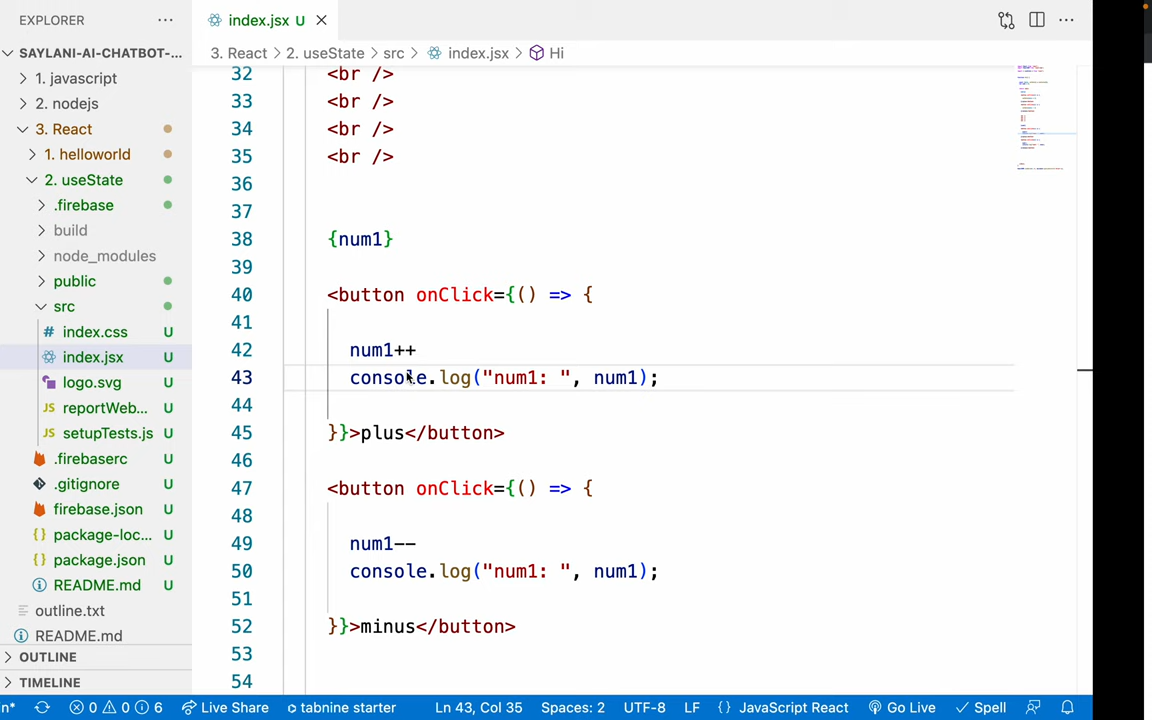 EXPLORER
SAYLANI-AI-CHATBOT-...
1. javascript
2. nodejs
3. React
1. helloworld
2. useState
.firebase
build
node_modules
public
src
index.css U
index.jsx U
logo.svg U
JS reportWeb... U
JS setupTests.js U
.firebaserc U
.gitignore U
firebase.json U
{} package-loc... U
{} package.json U
README.md U
outline.txt
README.md
OUTLINE
TIMELINE
index.jsx U
3. React > 2. useState > src > index.jsx > Hi
32 <br />
33 <br />
34 <br />
35 <br />
36
37
38 {num1}
39
40 <button onClick={() => {
41
42 num1++
43 console.log("num1: ", num1);
44
45 }}>plus</button>
46
47 <button onClick={() => {
48
49 num1--
50 console.log("num1: ", num1);
51
52 }}>minus</button>
53
54
n* 0 0 6 Live Share tabnine starter Ln 43, Col 35 Spaces: 2 UTF-8 LF {} JavaScript React Go Live Spell